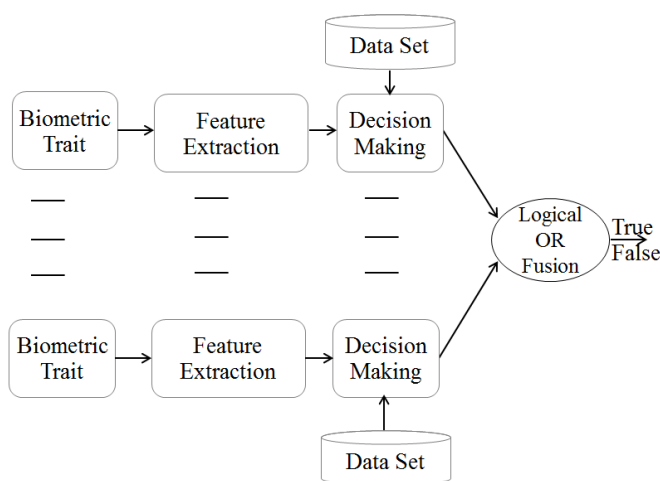 Data Set
Biometric
Trait
Feature
Extraction
Decision
Making
Logical
OR
Fusion
True
False
Biometric
Trait
Feature
Extraction
Decision
Making
Data Set